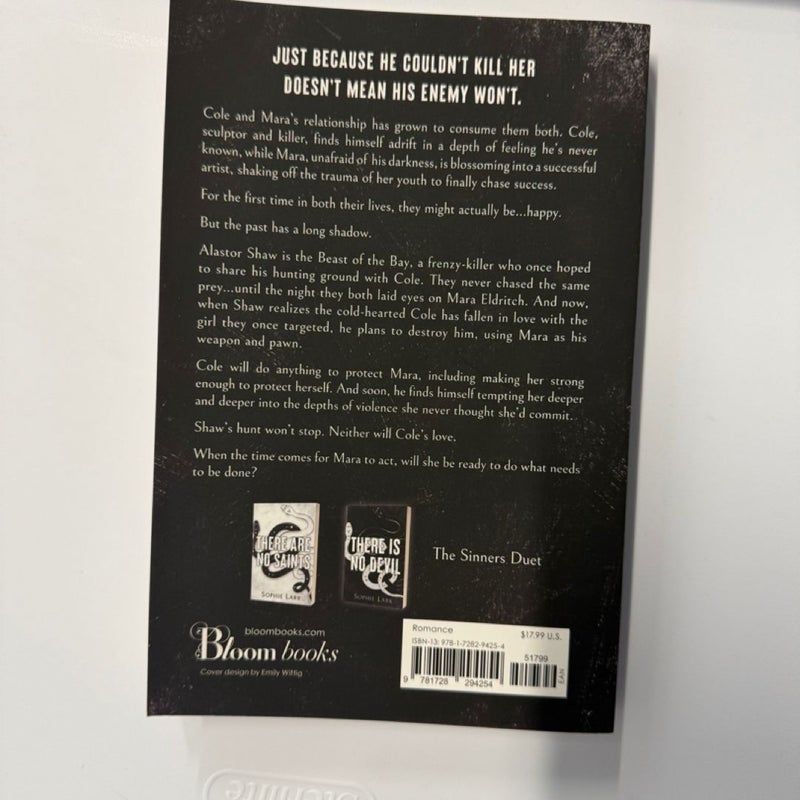 JUST BECAUSE HE COULDN'T KILL HER
DOESN'T MEAN HIS ENEMY WON'T.
Cole and Mara's relationship has grown to consume them both. Cole,
sculptor and killer, finds himself adrift in a depth of feeling he's never
known, while Mara, unafraid of his darkness, is blossoming into a successful
artist, shaking off the trauma of her youth to finally chase success.
For the first time in both their lives, they might actually be...happy.
But the past has a long shadow.
Alastor Shaw is the Beast of the Bay, a frenzy-killer who once hoped
to share his hunting ground with Cole. They never chased the same
prey...until the night they both laid eyes on Mara Eldritch. And now,
when Shaw realizes the cold-hearted Cole has fallen in love with the
girl they once targeted, he plans to destroy him, using Mara as his
weapon and pawn.
Cole will do anything to protect Mara, including making her strong
enough to protect herself. And soon, he finds himself tempting her deeper
and deeper into the depths of violence she never thought she'd commit.
Shaw's hunt won't stop. Neither will Cole's love.
When the time comes for Mara to act, will she be ready to do what needs
to be done?
THERE ARE
NO SAINTS
SOPHIE LARK
THERE IS
NO DEVIL
SOPHIE LARK
The Sinners Duet
bloombooks.com
Bloom books
Cover design by Emily Wittig
Romance
$17.99 U.S.
ISBN-13: 978-1-7282-9425-4
51799
EAN
9 781728 294254